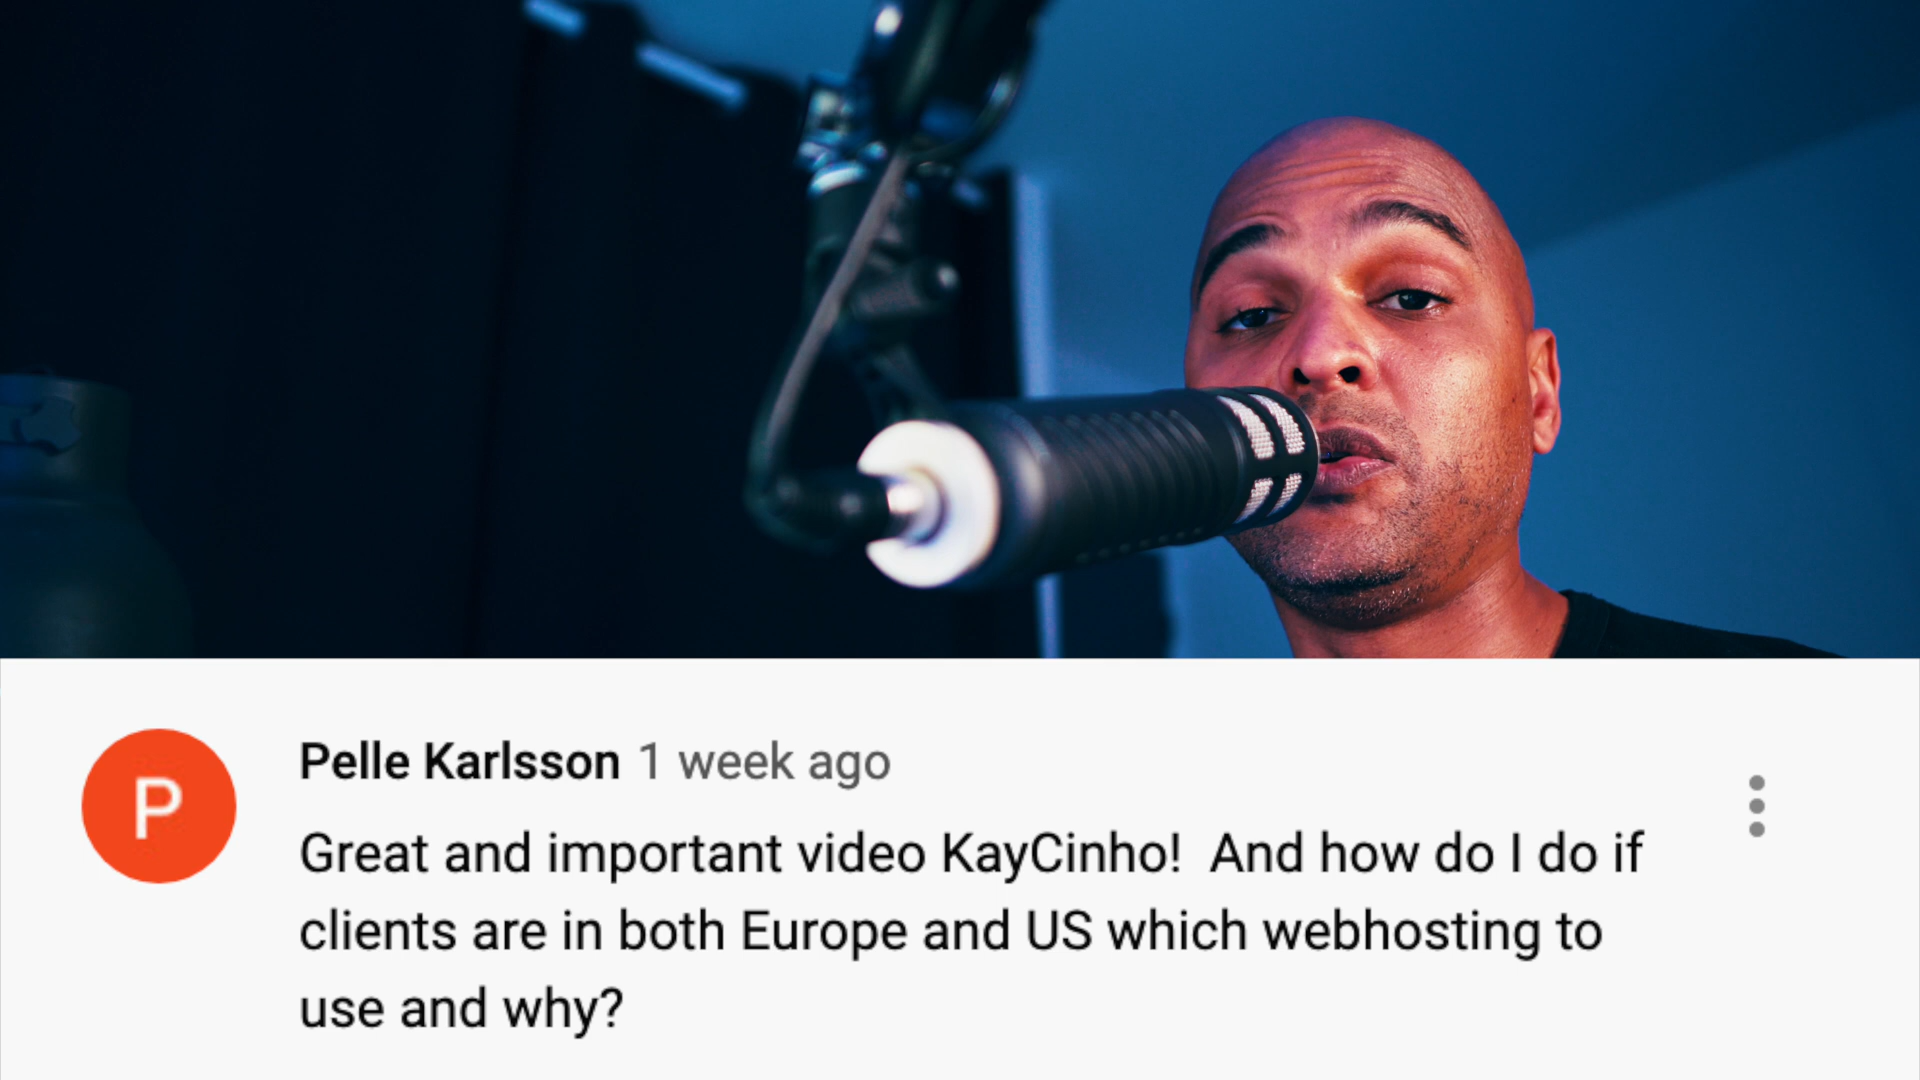 P
Pelle Karlsson 1 week ago
Great and important video KayCinho!  And how do I do if
clients are in both Europe and US which webhosting to
use and why?